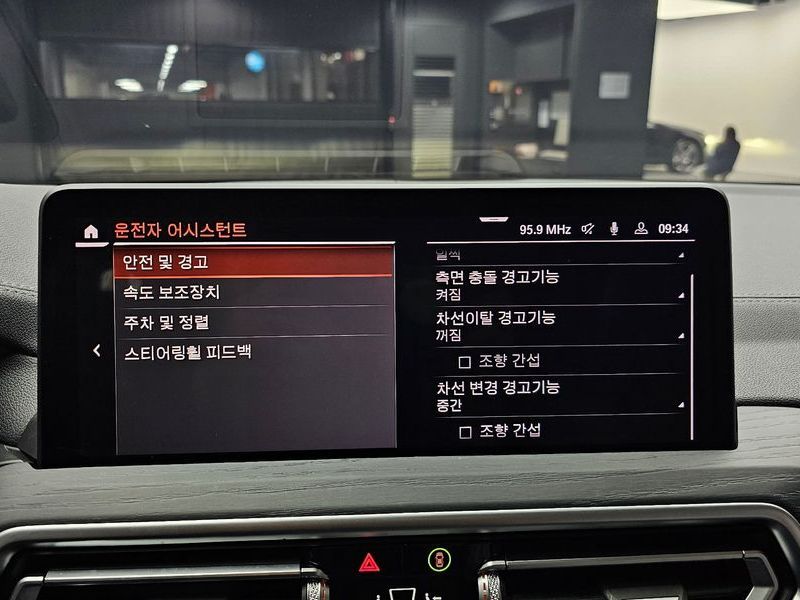 운전자 어시스턴트
95.9 MHz
09:34
안전 및 경고
속도 보조장치
주차 및 정렬
스티어링휠 피드백
일찍
측면 충돌 경고기능
켜짐
차선이탈 경고기능
꺼짐
조향 간섭
차선 변경 경고기능
중간
조향 간섭